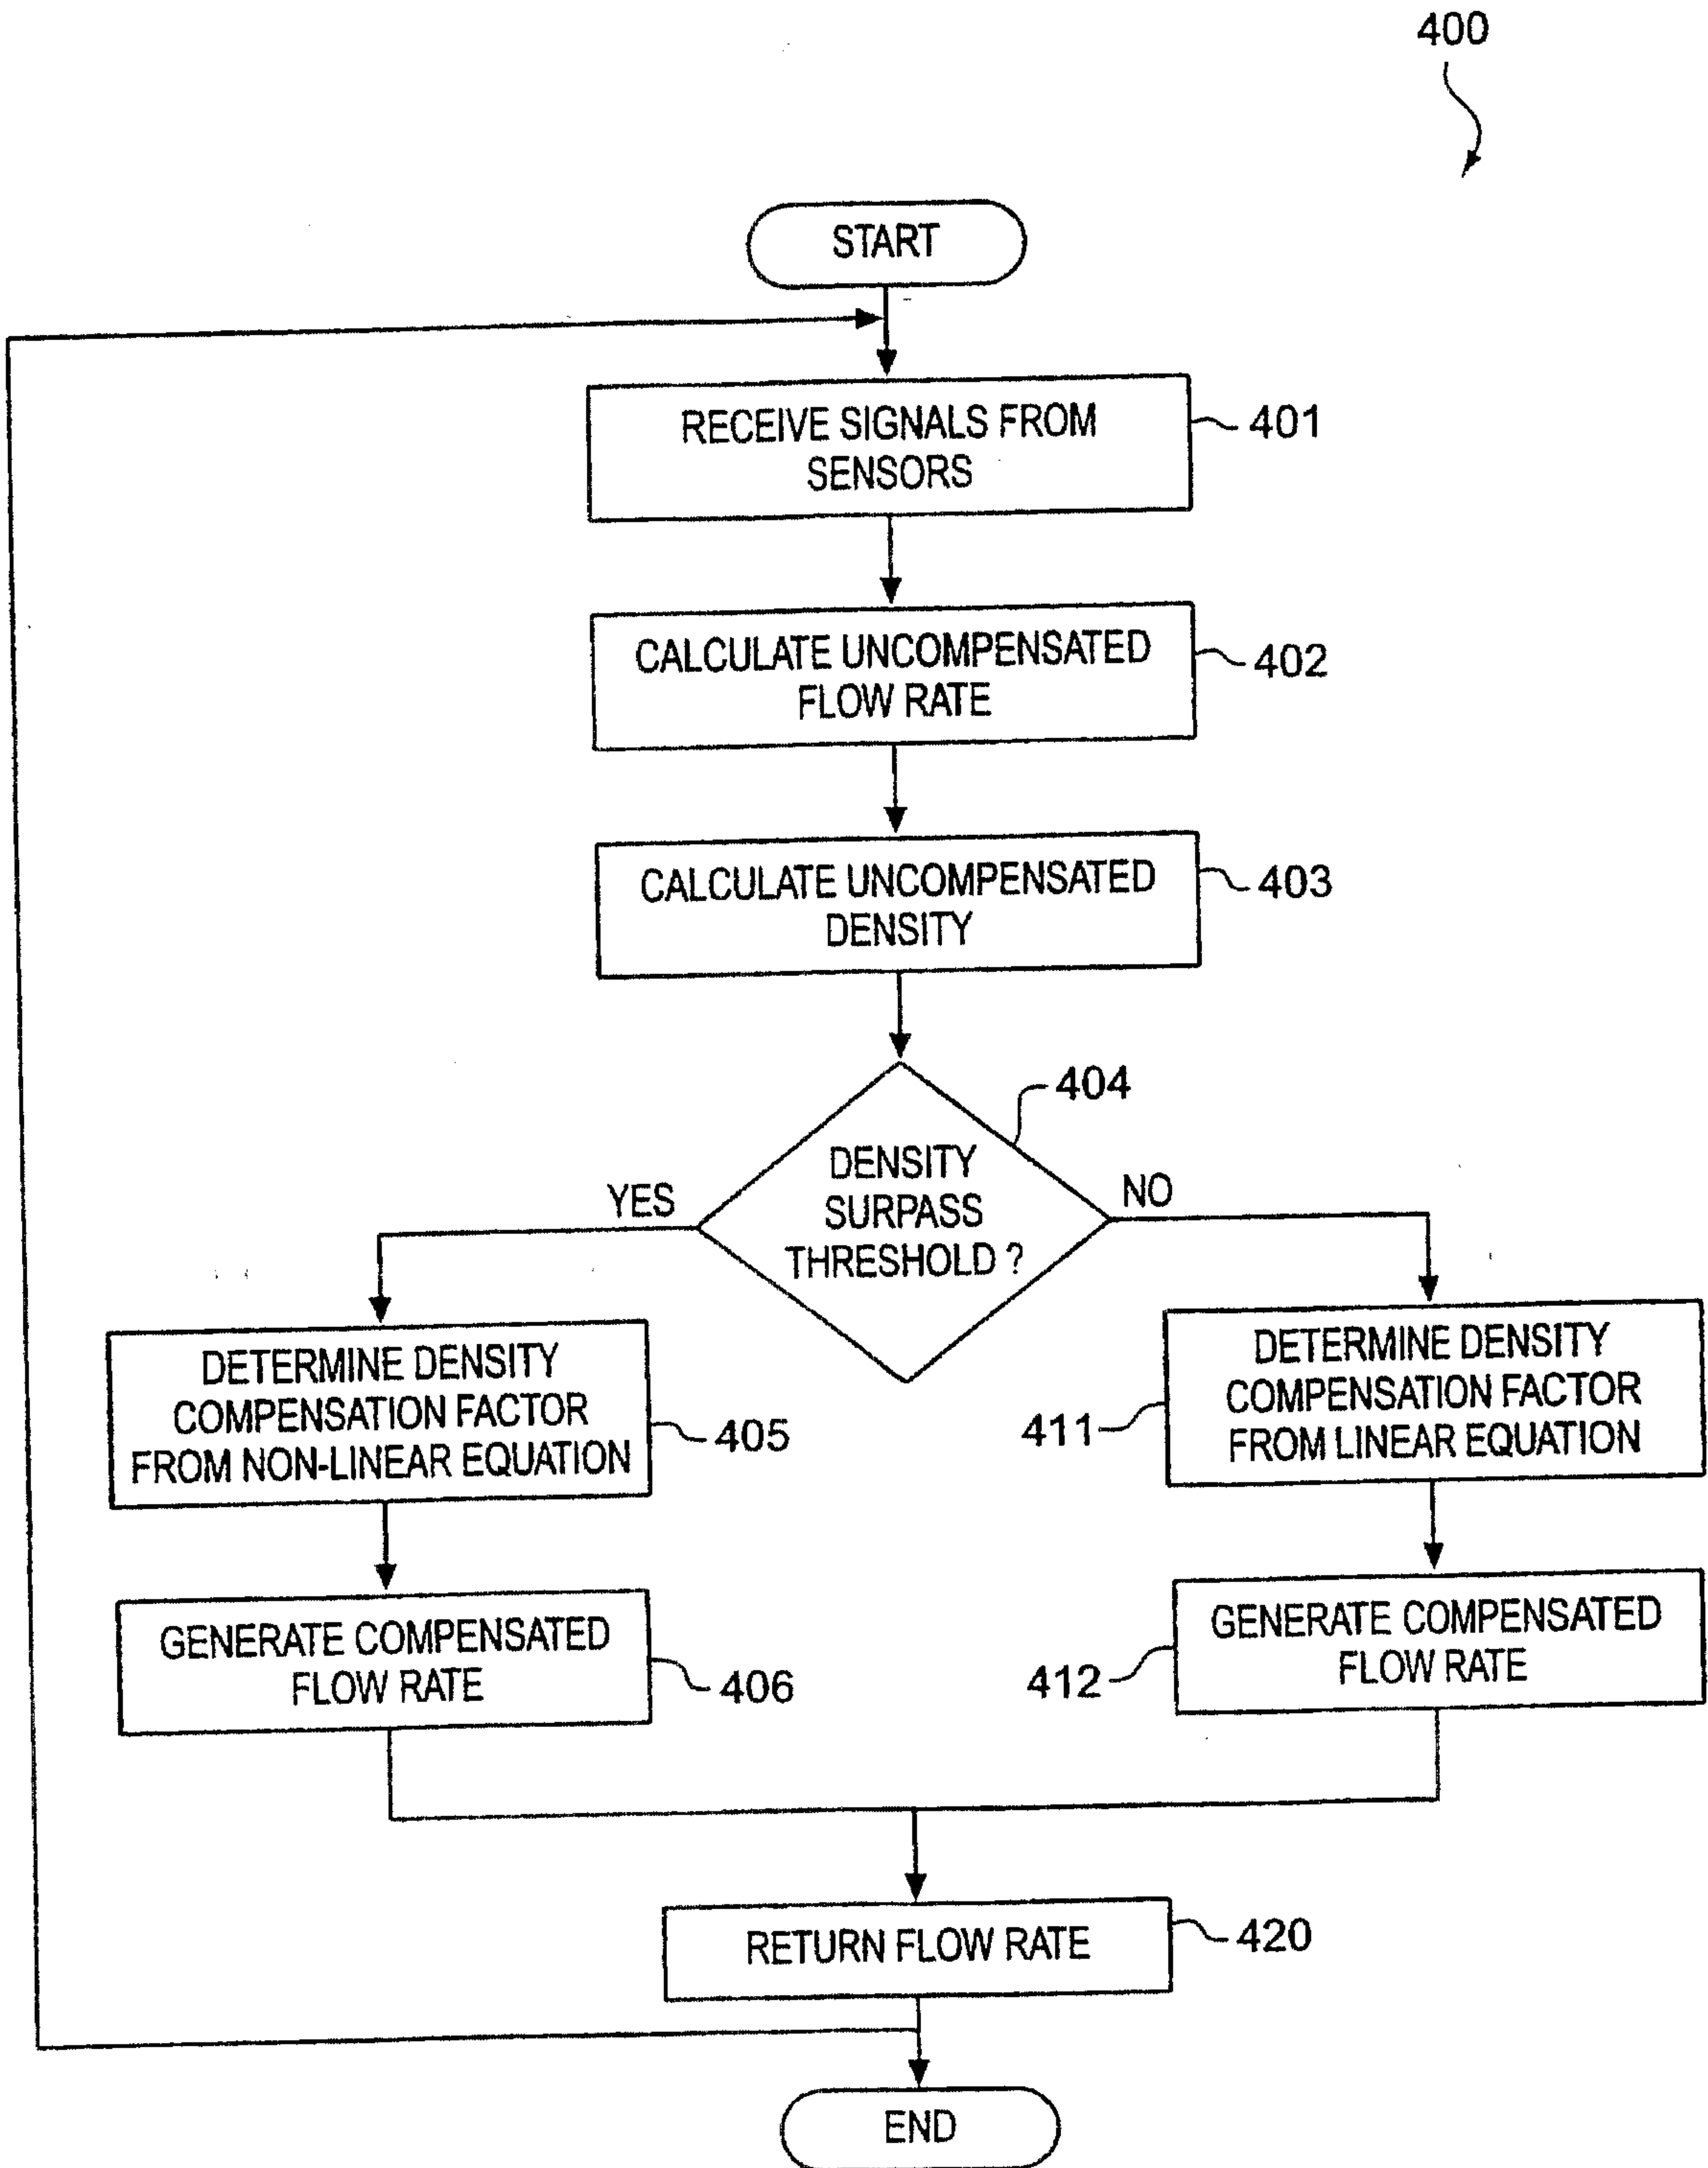 400
START
RECEIVE SIGNALS FROM
SENSORS
401
CALCULATE UNCOMPENSATED
FLOW RATE
402
CALCULATE UNCOMPENSATED
DENSITY
403
404
DENSITY
SURPASS
THRESHOLD ?
YES
NO
DETERMINE DENSITY
COMPENSATION FACTOR
FROM NON-LINEAR EQUATION
405
411
DETERMINE DENSITY
COMPENSATION FACTOR
FROM LINEAR EQUATION
GENERATE COMPENSATED
FLOW RATE
406
412
GENERATE COMPENSATED
FLOW RATE
RETURN FLOW RATE
420
END